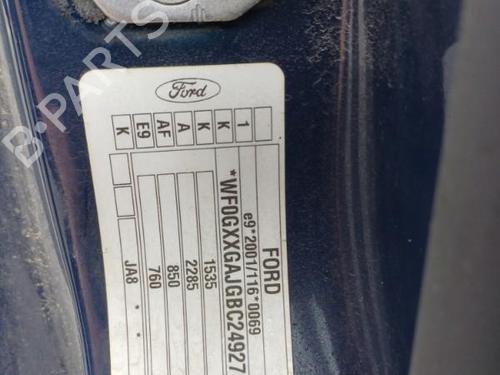 B-PARTS
Ford
K E9 AF A K K 1
FORD
e9*2001/116*0069
*WF0GXXGAJGBC24927
1535
2285
850
760
JA8